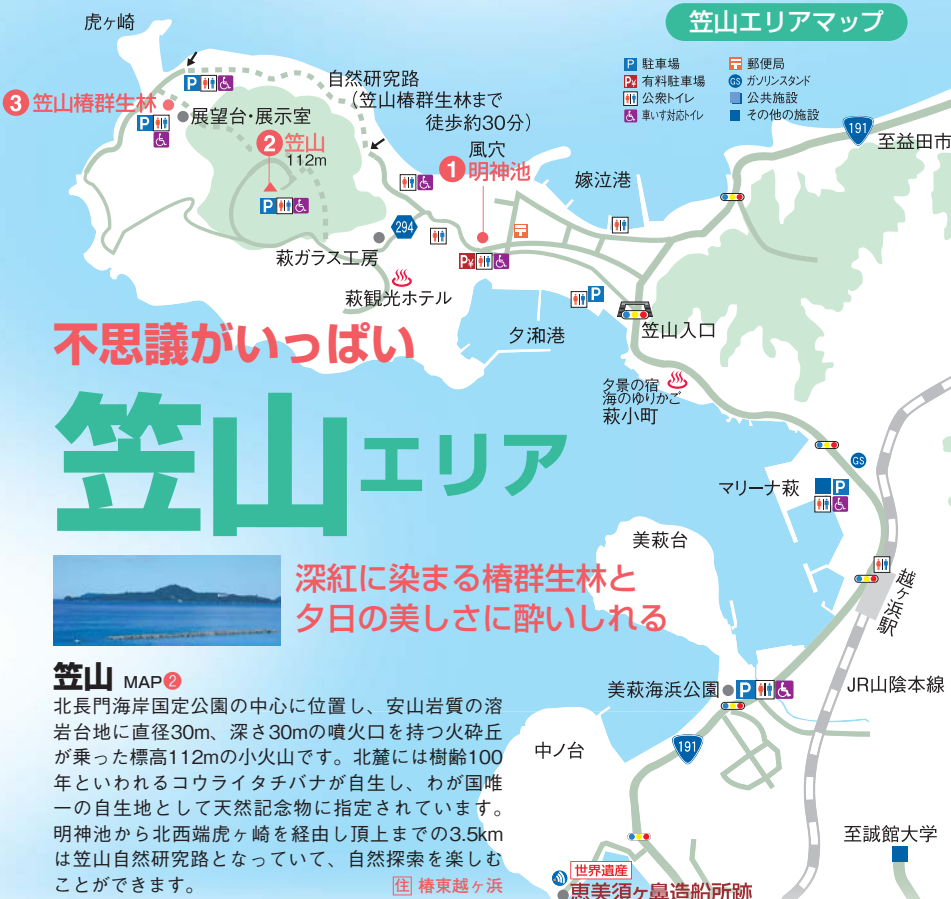 笠山エリアマップ
P 駐車場
P¥ 有料駐車場
公衆トイレ
車いす対応トイレ
郵便局
GS ガソリンスタンド
公共施設
その他の施設
虎ヶ崎
P
自然研究路
（笠山椿群生林まで
徒歩約30分）
3 笠山椿群生林
P
展望台・展示室
2 笠山
112m
P
風穴
1 明神池
嫁泣港
191
至益田市
294
萩ガラス工房
P¥
萩観光ホテル
P
夕和港
笠山入口
夕景の宿
海のゆりかご
萩小町
GS
マリーナ萩
P
美萩台
越ヶ浜駅
美萩海浜公園
P
JR山陰本線
中ノ台
191
至誠館大学
世界遺産
恵美須ヶ鼻造船所跡
不思議がいっぱい
笠山エリア
深紅に染まる椿群生林と
夕日の美しさに酔いしれる
笠山 MAP2
北長門海岸国定公園の中心に位置し、安山岩質の溶
岩台地に直径30m、深さ30mの噴火口を持つ火砕丘
が乗った標高112mの小火山です。北麓には樹齢100
年といわれるコウライタチバナが自生し、わが国唯
一の自生地として天然記念物に指定されています。
明神池から北西端虎ヶ崎を経由し頂上までの3.5km
は笠山自然研究路となっていて、自然探索を楽しむ
ことができます。
住 椿東越ヶ浜